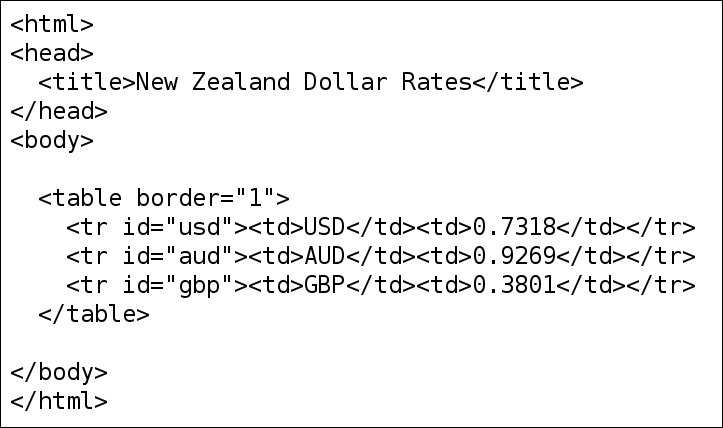 <html>
<head>
  <title>New Zealand Dollar Rates</title>
</head>
<body>

  <table border="1">
    <tr id="usd"><td>USD</td><td>0.7318</td></tr>
    <tr id="aud"><td>AUD</td><td>0.9269</td></tr>
    <tr id="gbp"><td>GBP</td><td>0.3801</td></tr>
  </table>

</body>
</html>